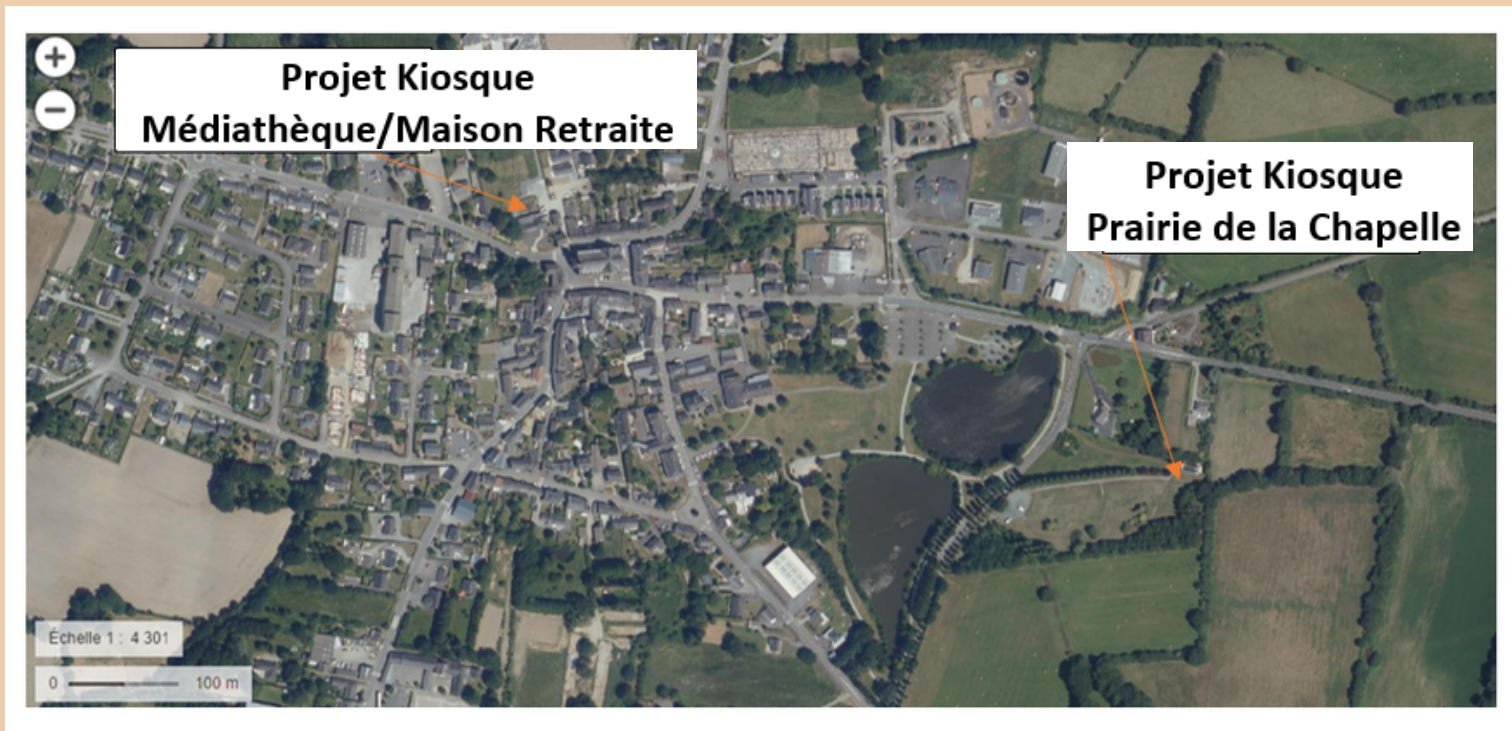 +
−
Projet Kiosque
Médiathèque/Maison Retraite
Projet Kiosque
Prairie de la Chapelle
Échelle 1 : 4 301
0 100 m